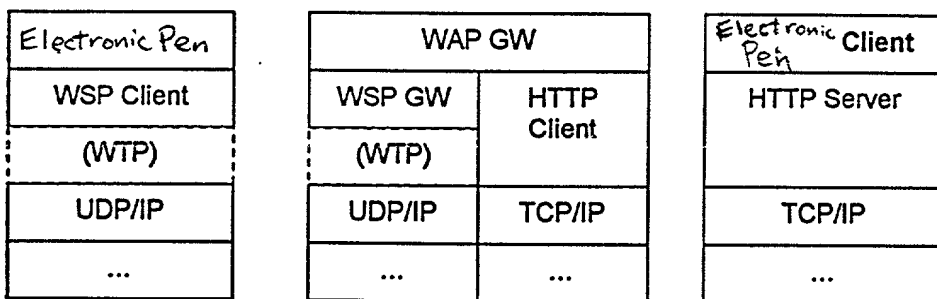 Electronic Pen
WSP Client
(WTP)
UDP/IP
...
WAP GW
WSP GW
(WTP)
UDP/IP
...
HTTP
Client
TCP/IP
...
Electronic
Pen Client
HTTP Server
TCP/IP
...